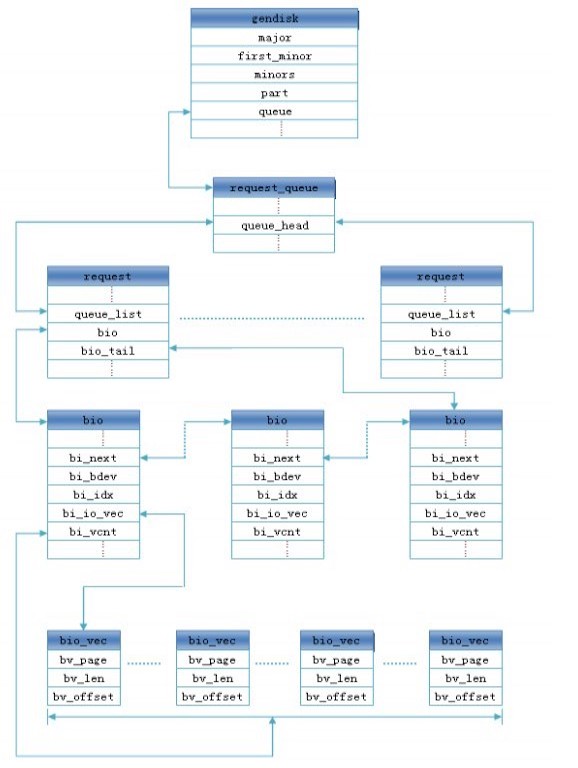 gendisk
major
first_minor
minors
part
queue
request_queue
queue_head
request
queue_list
bio
bio_tail
request
queue_list
bio
bio_tail
bio
bi_next
bi_bdev
bi_idx
bi_io_vec
bi_vcnt
bio
bi_next
bi_bdev
bi_idx
bi_io_vec
bi_vcnt
bio
bi_next
bi_bdev
bi_idx
bi_io_vec
bi_vcnt
bio_vec
bv_page
bv_len
bv_offset
bio_vec
bv_page
bv_len
bv_offset
bio_vec
bv_page
bv_len
bv_offset
bio_vec
bv_page
bv_len
bv_offset